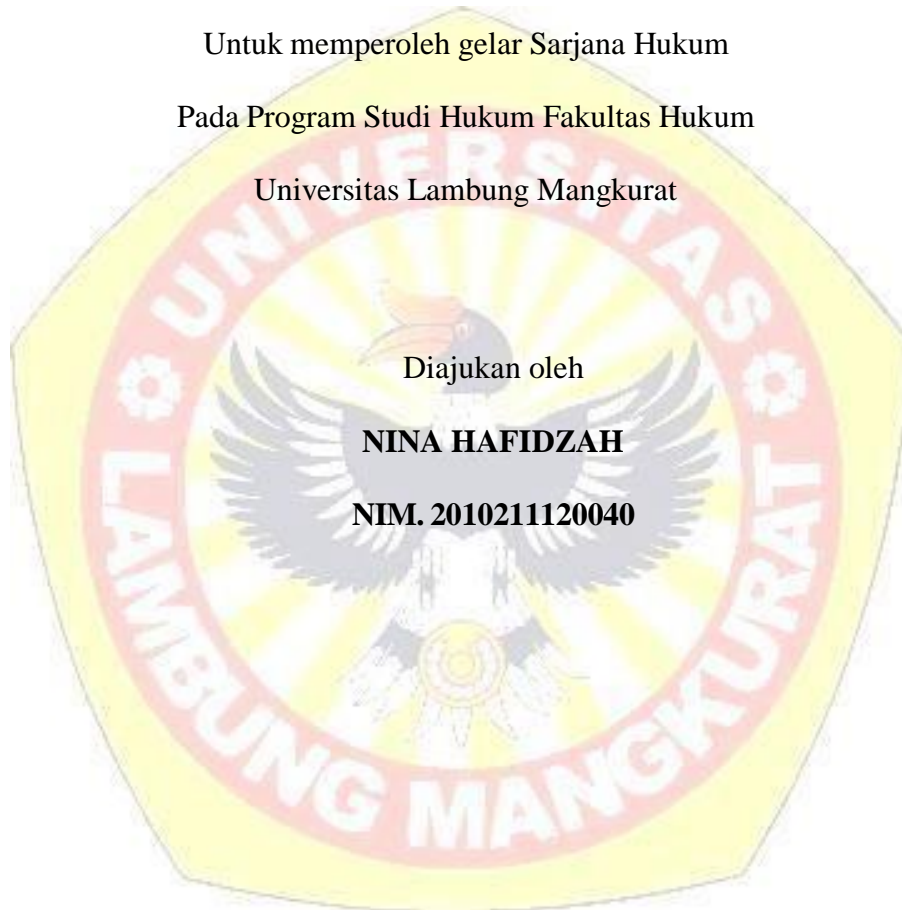 Untuk memperoleh gelar Sarjana Hukum
Pada Program Studi Hukum Fakultas Hukum
Universitas Lambung Mangkurat
Diajukan oleh
NINA HAFIDZAH
NIM. 2010211120040
UNIVERSITAS
LAMBUNG MANGKURAT